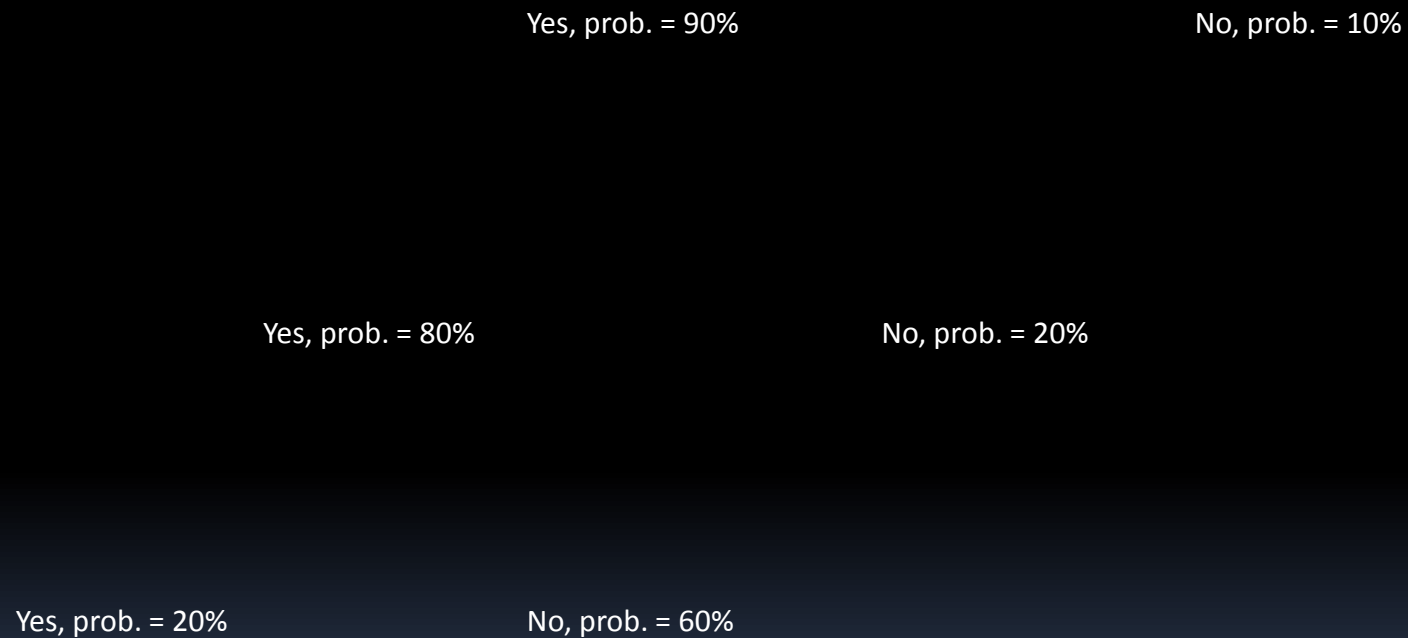 Yes, prob. = 90%
No, prob. = 10%
Yes, prob. = 80%
No, prob. = 20%
Yes, prob. = 20%
No, prob. = 60%